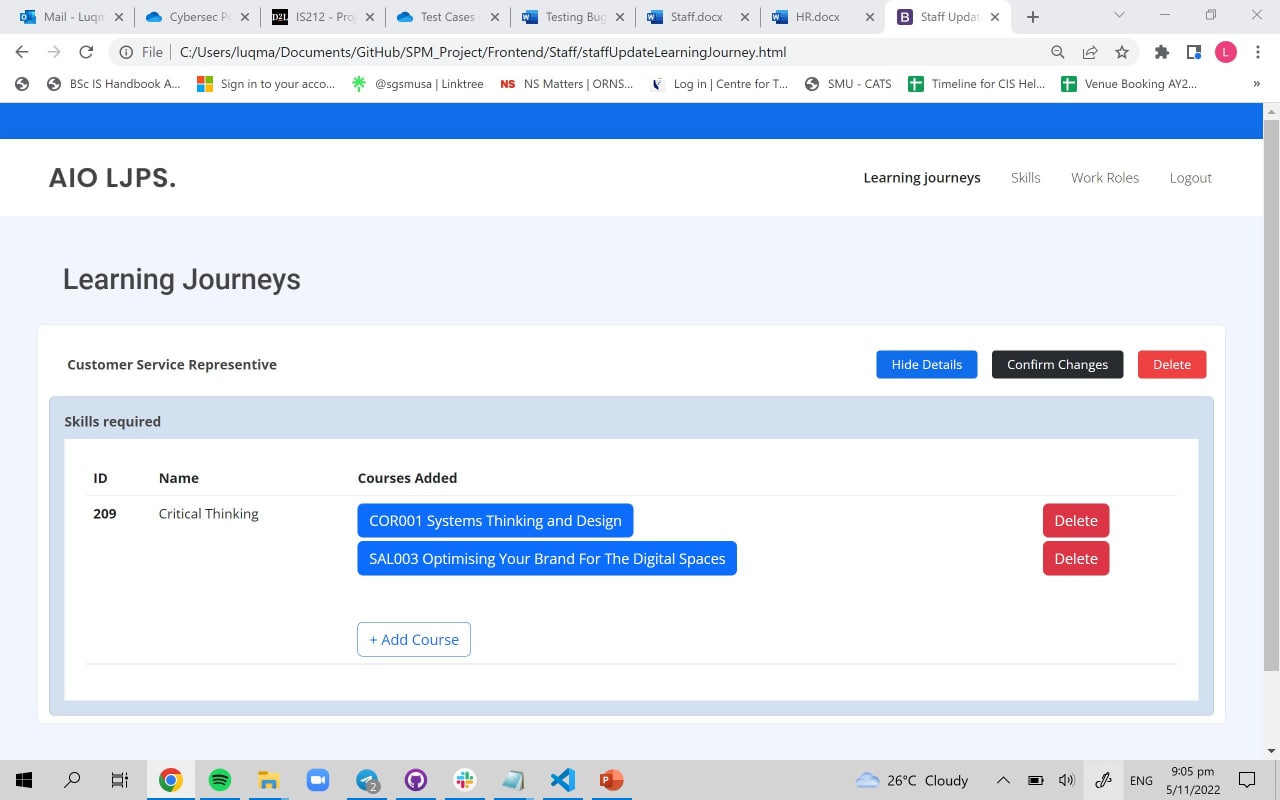 Mail - Luqm
Cybersec P
D2L IS212 - Proj
Test Cases -
Testing Bug
Staff.docx
HR.docx
B Staff Updat
File C:/Users/luqma/Documents/GitHub/SPM_Project/Frontend/Staff/staffUpdateLearningJourney.html
L
BSc IS Handbook A...
Sign in to your acco...
@sgsmusa | Linktree
NS NS Matters | ORNS...
Log in | Centre for T...
SMU - CATS
Timeline for CIS Hel...
Venue Booking AY2...
»
AIO LJPS.
Learning journeys Skills Work Roles Logout
Learning Journeys
Customer Service Representive Hide Details Confirm Changes Delete
Skills required
ID Name Courses Added
209 Critical Thinking COR001 Systems Thinking and Design Delete
SAL003 Optimising Your Brand For The Digital Spaces Delete
+ Add Course
2
26°C Cloudy
ENG
9:05 pm
5/11/2022